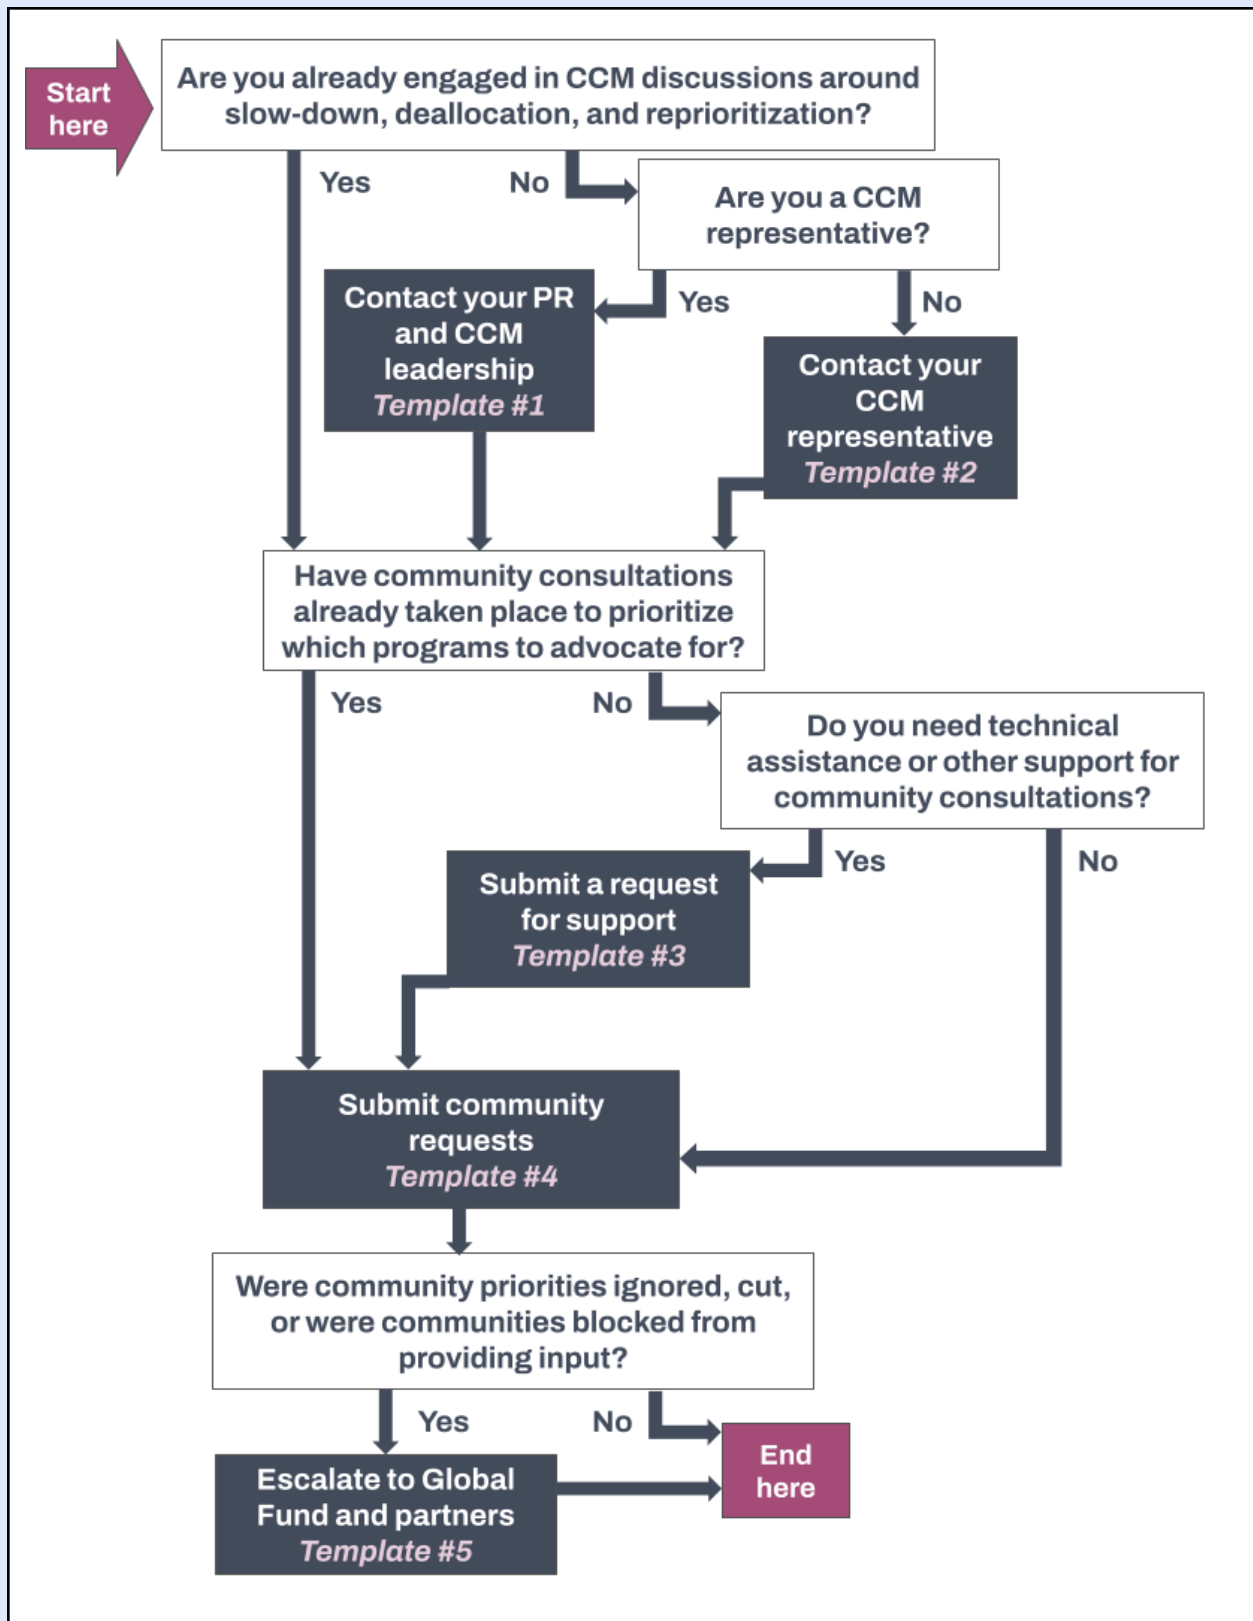 Start
here
Are you already engaged in CCM discussions around
slow-down, deallocation, and reprioritization?
Yes
No
Are you a CCM
representative?
Yes
No
Contact your PR
and CCM
leadership
Template #1
Contact your
CCM
representative
Template #2
Have community consultations
already taken place to prioritize
which programs to advocate for?
Yes
No
Do you need technical
assistance or other support for
community consultations?
Yes
No
Submit a request
for support
Template #3
Submit community
requests
Template #4
Were community priorities ignored, cut,
or were communities blocked from
providing input?
Yes
No
Escalate to Global
Fund and partners
Template #5
End
here